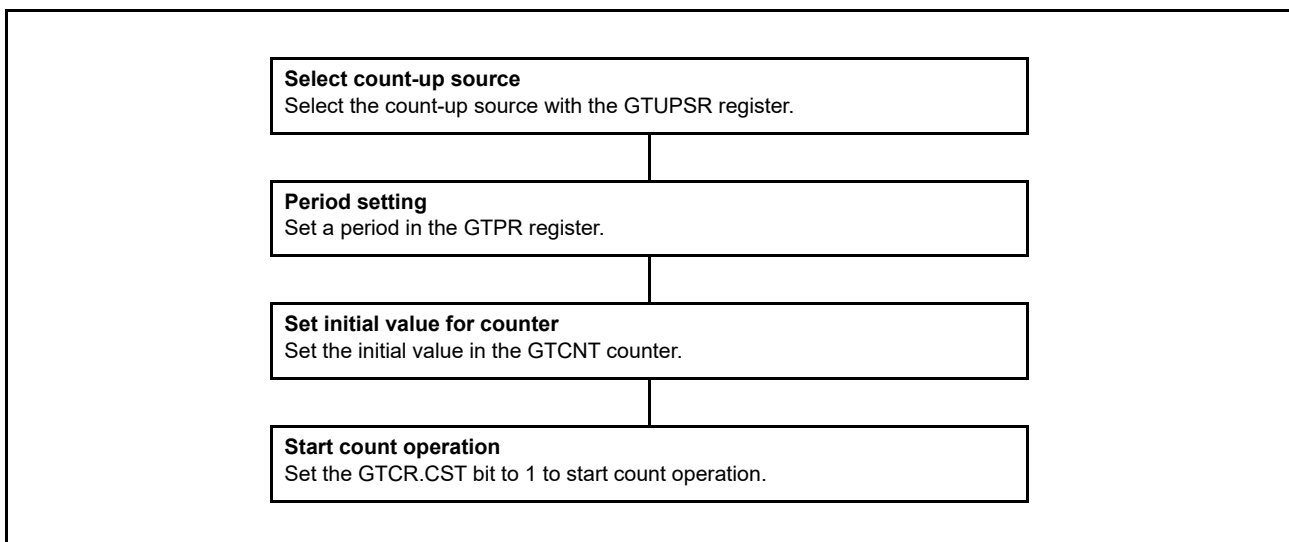 Select count-up source
Select the count-up source with the GTUPSR register.
Period setting
Set a period in the GTPR register.
Set initial value for counter
Set the initial value in the GTCNT counter.
Start count operation
Set the GTCR.CST bit to 1 to start count operation.